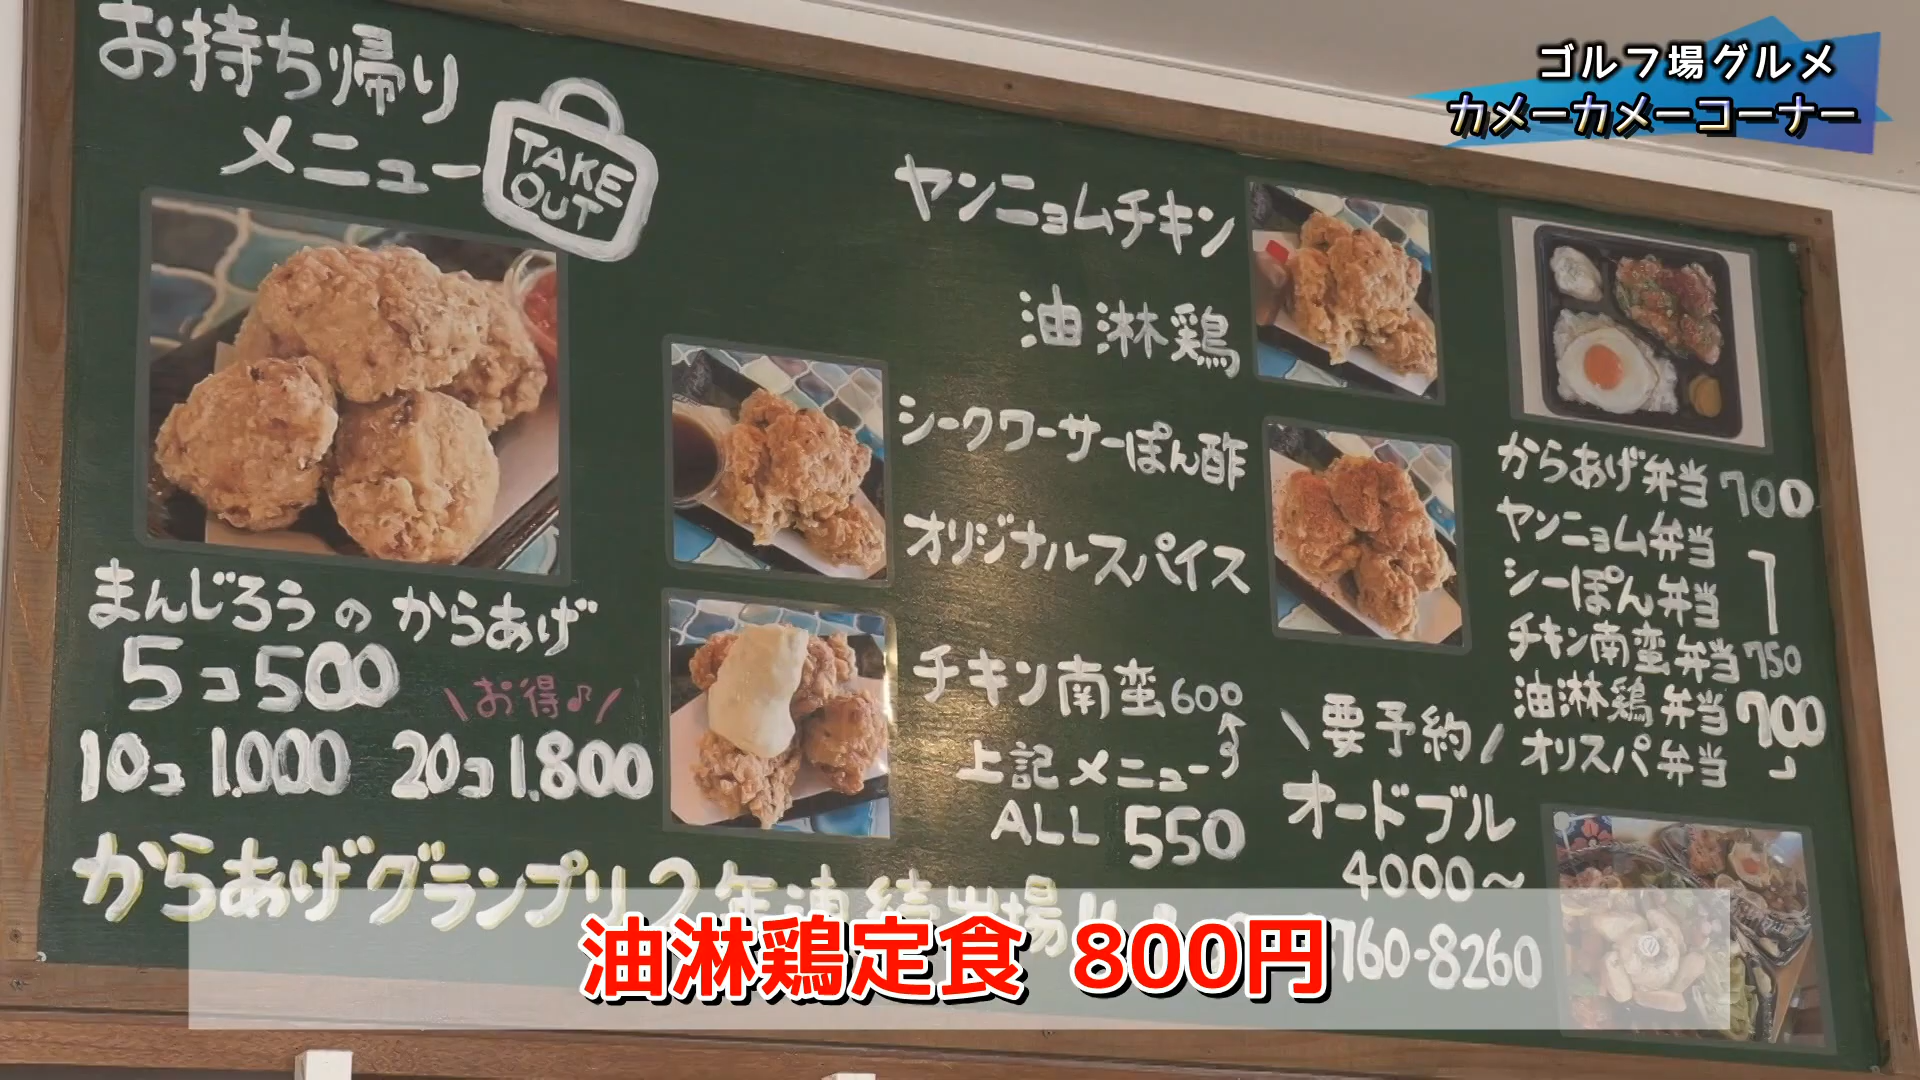 ゴルフ場グルメ
カメーカメーコーナー
お持ち帰り
メニュー
TAKE
OUT
まんじろうのからあげ
5コ500
\お得♪/
10コ 1.000 20コ 1.800
からあげグランプリ2年連続出場
ヤンニョムチキン
油淋鶏
シークワーサーぽん酢
オリジナルスパイス
チキン南蛮600
上記メニュー
ALL 550
\要予約/
オードブル
4000～
760-8260
からあげ弁当 700
ヤンニョム弁当
シーぽん弁当
チキン南蛮弁当750
油淋鶏弁当700
オリスパ弁当
油淋鶏定食 800円